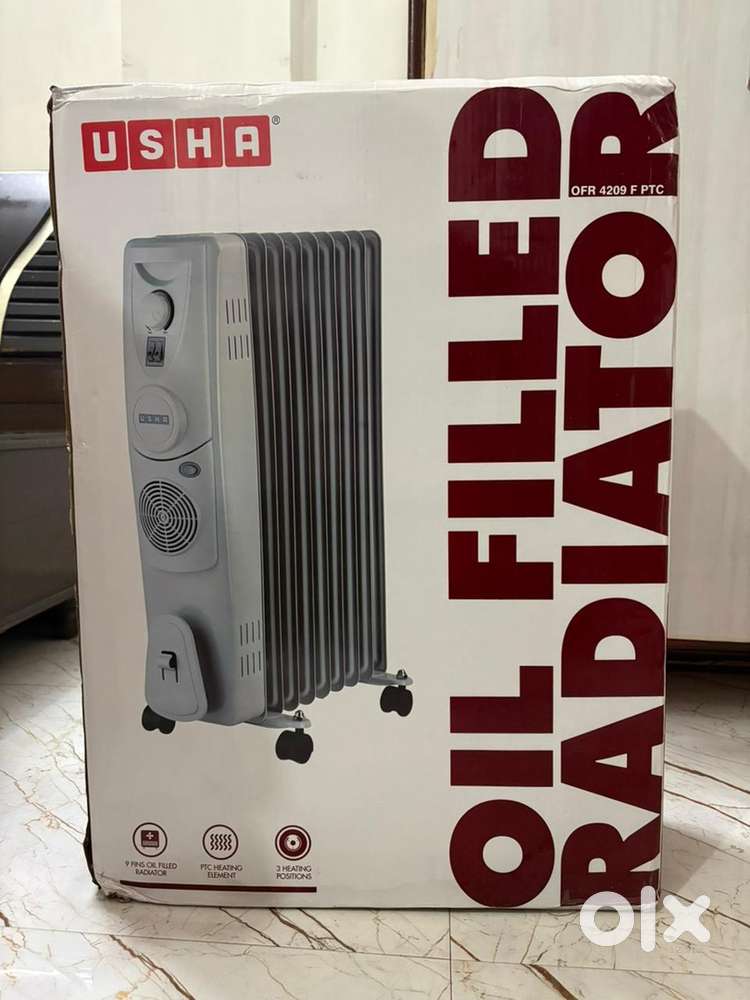 USHA®
OIL FILLED
RADIATOR
OFR 4209 F PTC
USHA
9 FINS OIL FILLED
RADIATOR
PTC HEATING
ELEMENT
3 HEATING
POSITIONS
olx